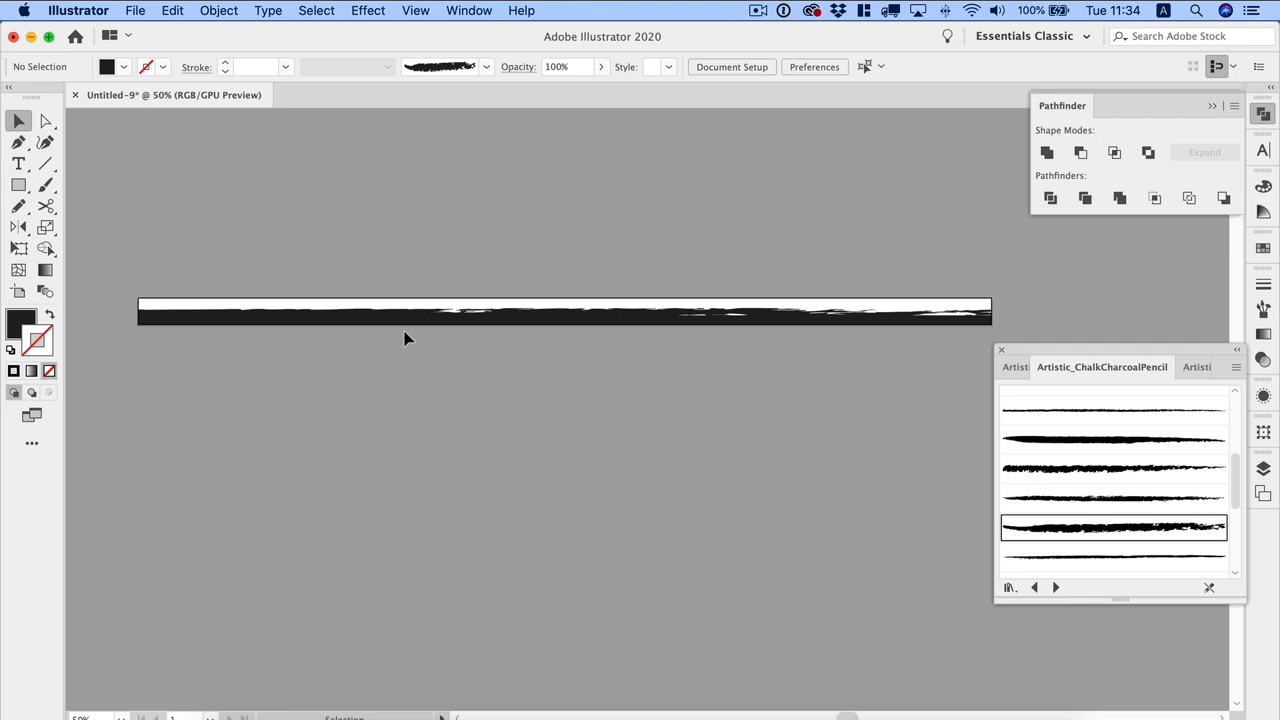 Illustrator File Edit Object Type Select Effect View Window Help 100% Tue 11:34 A
Adobe Illustrator 2020 Essentials Classic Search Adobe Stock
No Selection Stroke: Opacity: 100% Style: Document Setup Preferences
Untitled-9* @ 50% (RGB/GPU Preview)
Pathfinder
Shape Modes:
Expand
Pathfinders:
Artist Artistic_ChalkCharcoalPencil Artisti
50% 1 Selection